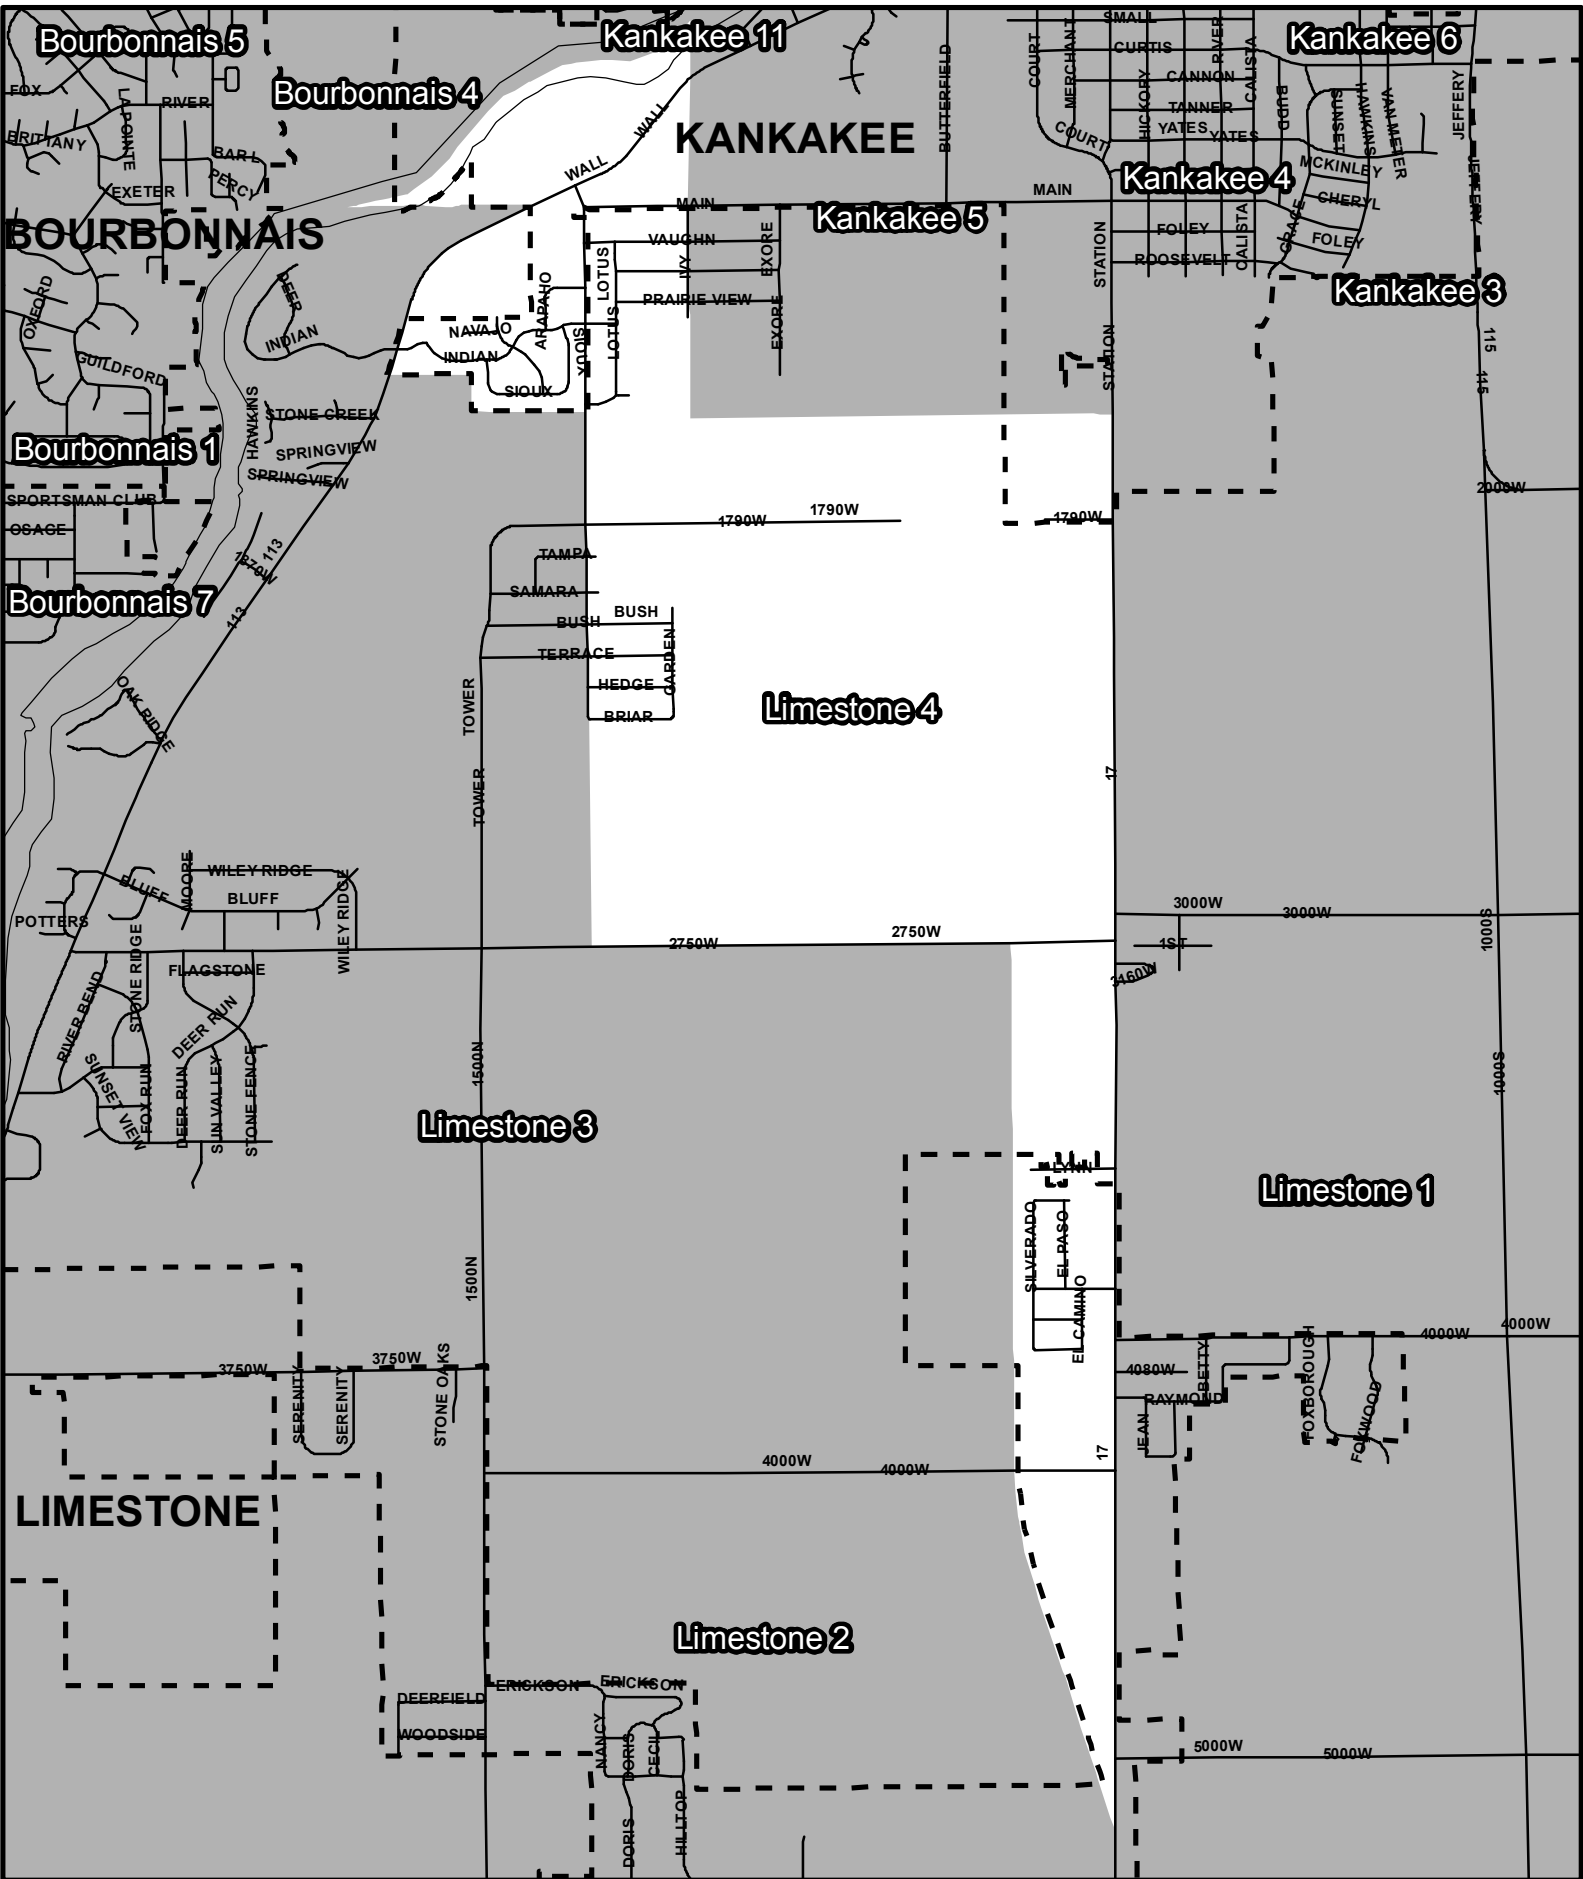 Bourbonnais 5
Kankakee 11
Kankakee 6
Bourbonnais 4
KANKAKEE
BOURBONNAIS
Kankakee 4
Kankakee 5
Kankakee 3
Bourbonnais 1
Bourbonnais 7
Limestone 4
Limestone 3
Limestone 1
LIMESTONE
Limestone 2
FOX
LAPOINTE
RIVER
BRITTANY
BARL
PERCY
EXETER
OXFORD
GUILDFORD
DEER
INDIAN
HAWKINS
STONE CREEK
SPRINGVIEW
SPRINGVIEW
SPORTSMAN CLUB
OSAGE
1370W
113
113
OAK RIDGE
WALL
WALL
S
BUTTERFIELD
COURT
MERCHANT
SMALL
CURTIS
RIVER
CALISTA
CANNON
HICKORY
TANNER
YATES
YATES
COURT
BUDD
SUNSET
HAWKINS
VAN METER
JEFFERY
JEFFERY
MCKINLEY
CHERYL
GRACE
FOLEY
MAIN
MAIN
FOLEY
ROOSEVELT
CALISTA
STATION
STATION
115
115
2000W
VAUGHN
IVY
EXORE
EXORE
PRAIRIE VIEW
LOTUS
LOTUS
ARAPAHO
NAVAJO
INDIAN
SIOUX
SIOUX
1790W
1790W
1790W
TAMPA
SAMARA
BUSH
BUSH
TERRACE
GARDEN
HEDGE
BRIAR
TOWER
TOWER
17
3000W
3000W
1ST
3160W
1000S
1000S
2750W
2750W
BLUFF
MOORE
WILEY RIDGE
BLUFF
WILEY RIDGE
POTTERS
STONE RIDGE
FLAGSTONE
RIVER BEND
DEER RUN
SUNSET VIEW
FOX RUN
DEER RUN
SUN VALLEY
STONE FENCE
1500N
1500N
LYNN
SILVERADO
EL PASO
EL CAMINO
3750W
3750W
SERENITY
SERENITY
STONE OAKS
4000W
4000W
17
4000W
4000W
4080W
BETTY
RAYMOND
JEAN
FOXBOROUGH
FOXWOOD
5000W
5000W
ERICKSON
ERICKSON
DEERFIELD
WOODSIDE
NANCY
DORIS
CECIL
DORIS
HILLTOP